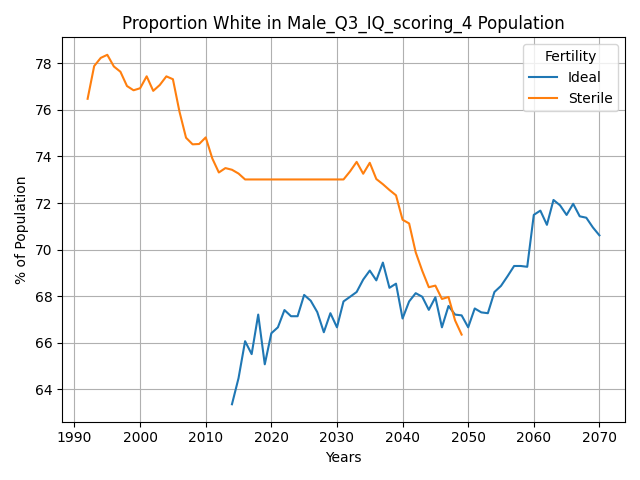 Proportion White in Male_Q3_IQ_scoring_4 Population
% of Population
78
76
74
72
70
68
66
64
Fertility
Ideal
Sterile
1990 2000 2010 2020 2030 2040 2050 2060 2070
Years